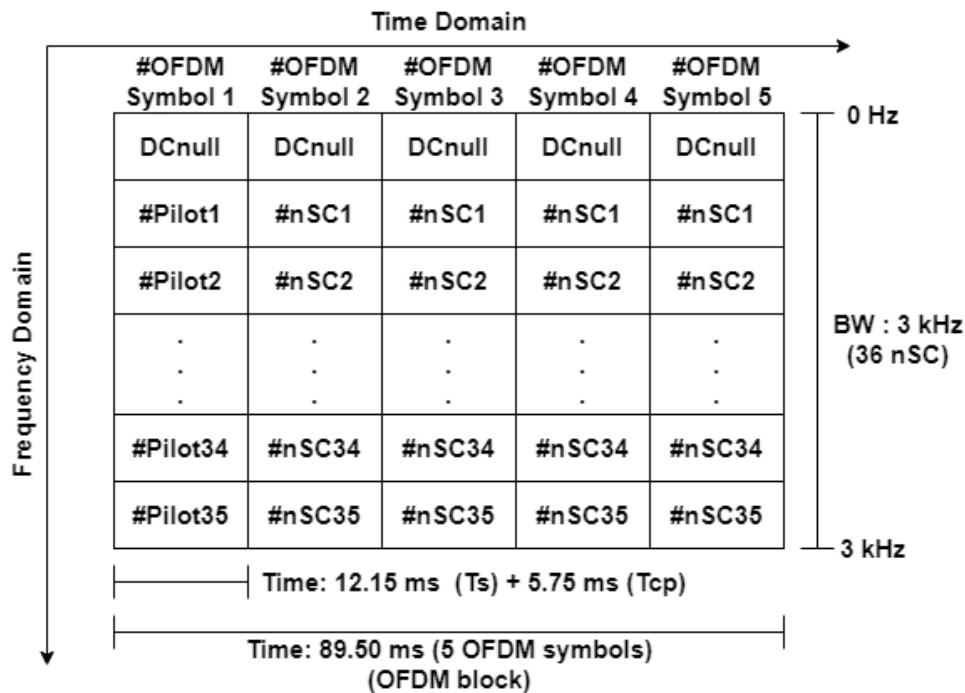 Time Domain
#OFDM Symbol 1
#OFDM Symbol 2
#OFDM Symbol 3
#OFDM Symbol 4
#OFDM Symbol 5
0 Hz
DCnull DCnull DCnull DCnull DCnull
#Pilot1 #nSC1 #nSC1 #nSC1 #nSC1
#Pilot2 #nSC2 #nSC2 #nSC2 #nSC2
. . . . .
. . . . .
. . . . .
#Pilot34 #nSC34 #nSC34 #nSC34 #nSC34
#Pilot35 #nSC35 #nSC35 #nSC35 #nSC35
Frequency Domain
BW : 3 kHz
(36 nSC)
3 kHz
Time: 12.15 ms (Ts) + 5.75 ms (Tcp)
Time: 89.50 ms (5 OFDM symbols)
(OFDM block)